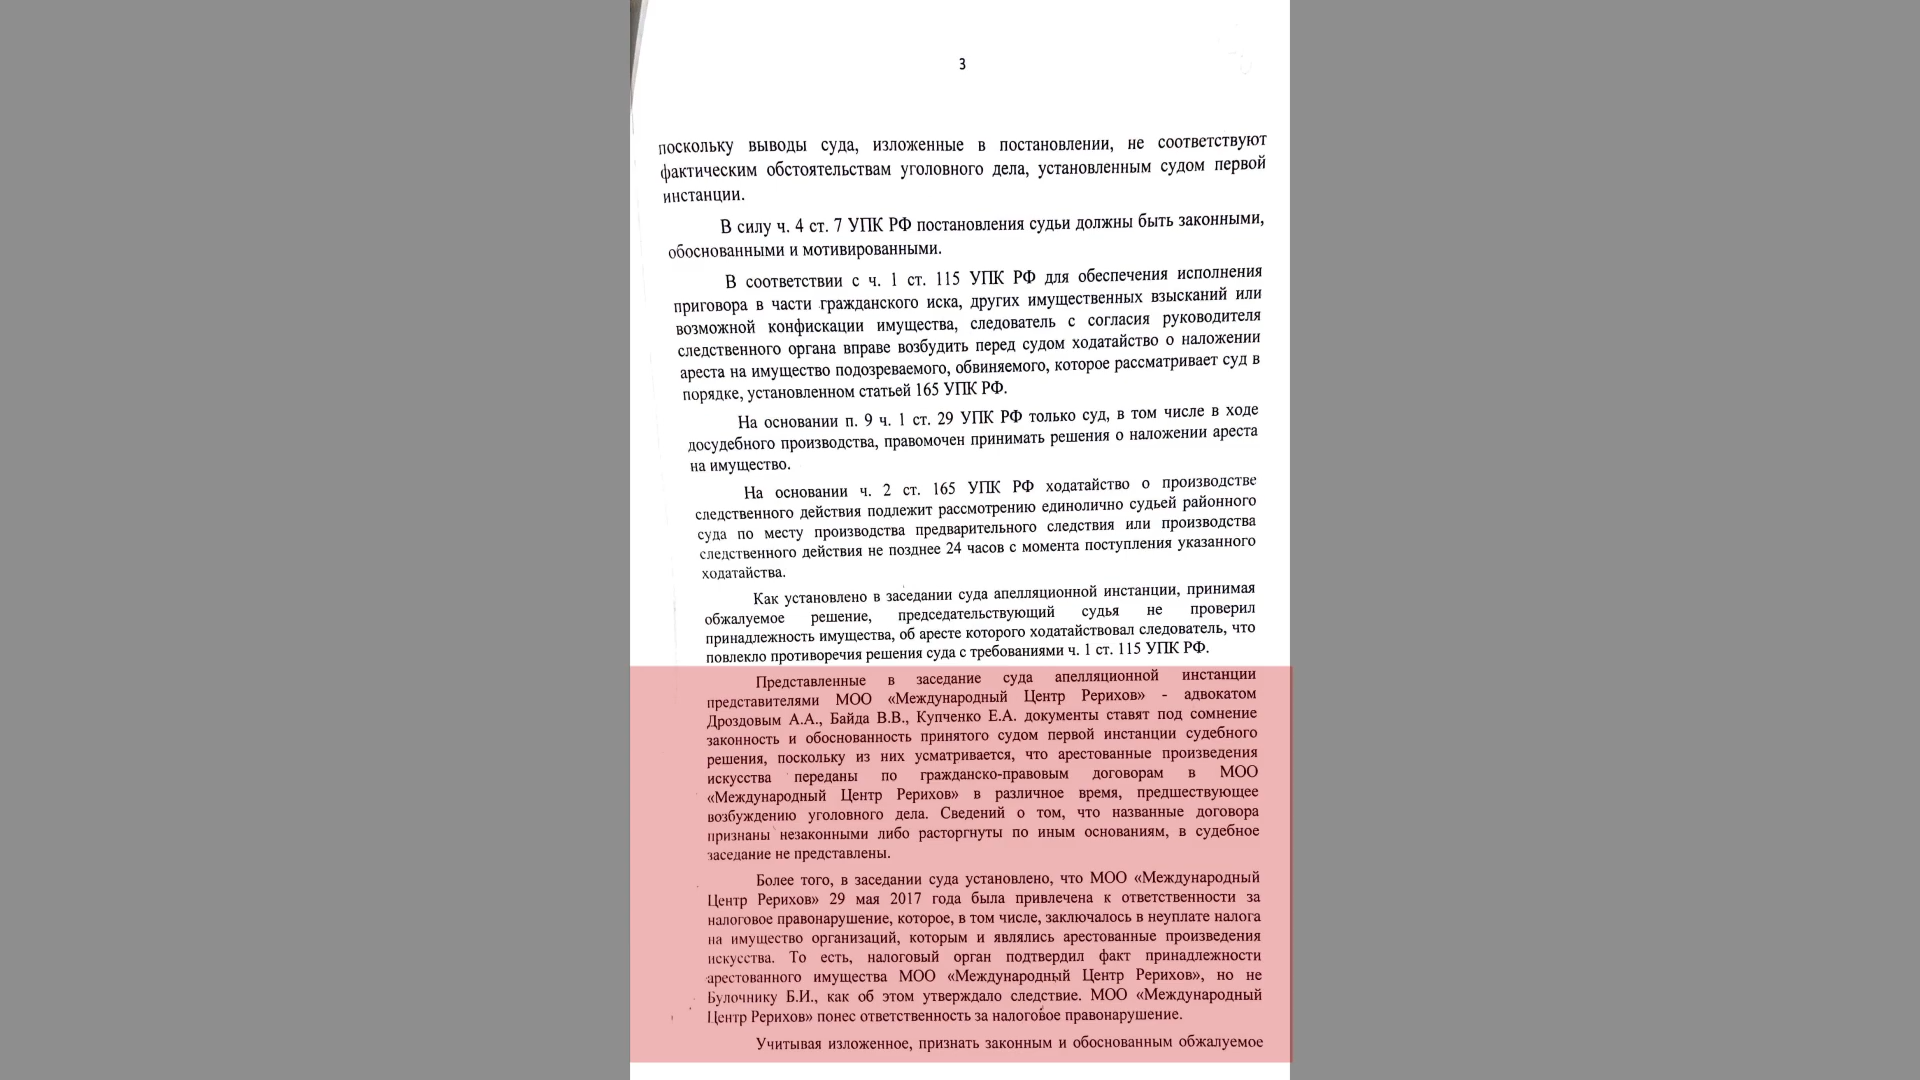 3
поскольку выводы суда, изложенные в постановлении, не соответствуют
фактическим обстоятельствам уголовного дела, установленным судом первой
инстанции.
В силу ч. 4 ст. 7 УПК РФ постановления судьи должны быть законными,
обоснованными и мотивированными.
В соответствии с ч. 1 ст. 115 УПК РФ для обеспечения исполнения
приговора в части гражданского иска, других имущественных взысканий или
возможной конфискации имущества, следователь с согласия руководителя
следственного органа вправе возбудить перед судом ходатайство о наложении
ареста на имущество подозреваемого, обвиняемого, которое рассматривает суд в
порядке, установленном статьей 165 УПК РФ.
На основании п. 9 ч. 1 ст. 29 УПК РФ только суд, в том числе в ходе
досудебного производства, правомочен принимать решения о наложении ареста
на имущество.
На основании ч. 2 ст. 165 УПК РФ ходатайство о производстве
следственного действия подлежит рассмотрению единолично судьей районного
суда по месту производства предварительного следствия или производства
следственного действия не позднее 24 часов с момента поступления указанного
ходатайства.
Как установлено в заседании суда апелляционной инстанции, принимая
обжалуемое решение, председательствующий судья не проверил
принадлежность имущества, об аресте которого ходатайствовал следователь, что
повлекло противоречия решения суда с требованиями ч. 1 ст. 115 УПК РФ.
Представленные в заседание суда апелляционной инстанции
представителями МОО «Международный Центр Рерихов» - адвокатом
Дроздовым А.А., Байда В.В., Купченко Е.А. документы ставят под сомнение
законность и обоснованность принятого судом первой инстанции судебного
решения, поскольку из них усматривается, что арестованные произведения
искусства переданы по гражданско-правовым договорам в МОО
«Международный Центр Рерихов» в различное время, предшествующее
возбуждению уголовного дела. Сведений о том, что названные договора
признаны незаконными либо расторгнуты по иным основаниям, в судебное
заседание не представлены.
Более того, в заседании суда установлено, что МОО «Международный
Центр Рерихов» 29 мая 2017 года была привлечена к ответственности за
налоговое правонарушение, которое, в том числе, заключалось в неуплате налога
на имущество организаций, которым и являлись арестованные произведения
искусства. То есть, налоговый орган подтвердил факт принадлежности
арестованного имущества МОО «Международный Центр Рерихов», но не
Булочнику Б.И., как об этом утверждало следствие. МОО «Международный
Центр Рерихов» понес ответственность за налоговое правонарушение.
Учитывая изложенное, признать законным и обоснованным обжалуемое